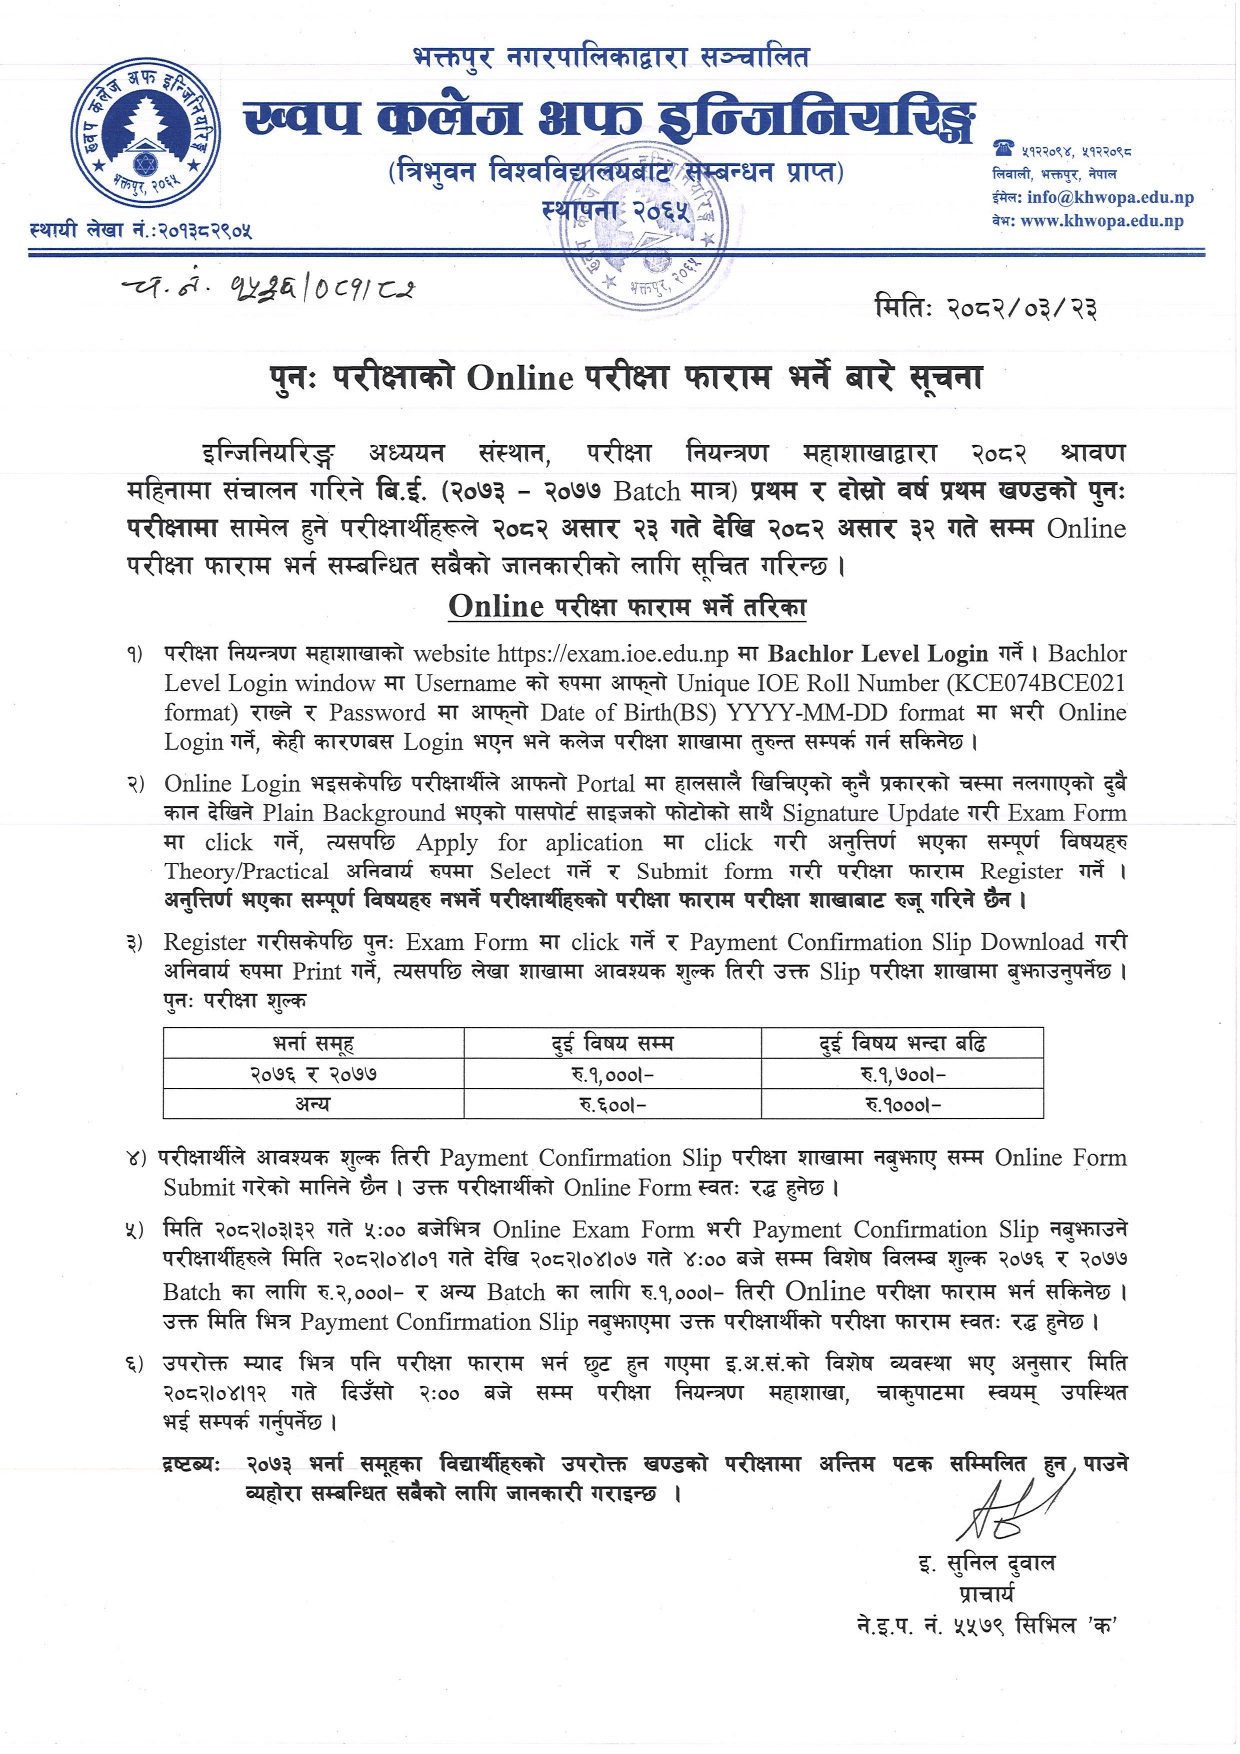 भक्तपुर नगरपालिकाद्वारा सञ्चालित
ख्वप कलेज अफ इन्जिनियरिङ्ग
(त्रिभुवन विश्वविद्यालयबाट सम्बन्धन प्राप्त)
स्थापना २०६५
ख्वप कलेज अफ इन्जिनियरिङ्ग
भक्तपुर, २०६५
स्थायी लेखा नं.:२०१३८२९०५
☎ ५१२२०९४, ५१२२०९८
लिवाली, भक्तपुर, नेपाल
ईमेल: info@khwopa.edu.np
वेभ: www.khwopa.edu.np
ख्वप कलेज अफ इन्जिनियरिङ्ग
भक्तपुर, २०६५
च. नं. /०८१/८२
मितिः २०८२/०३/२३
पुनः परीक्षाको Online परीक्षा फाराम भर्ने बारे सूचना
इन्जिनियरिङ्ग अध्ययन संस्थान, परीक्षा नियन्त्रण महाशाखाद्वारा २०८२ श्रावण
महिनामा संचालन गरिने बि.ई. (२०७३ – २०७७ Batch मात्र) प्रथम र दोस्रो वर्ष प्रथम खण्डको पुनः
परीक्षामा सामेल हुने परीक्षार्थीहरूले २०८२ असार २३ गते देखि २०८२ असार ३२ गते सम्म Online
परीक्षा फाराम भर्न सम्बन्धित सबैको जानकारीको लागि सूचित गरिन्छ ।
Online परीक्षा फाराम भर्ने तरिका
१) परीक्षा नियन्त्रण महाशाखाको website https://exam.ioe.edu.np मा Bachlor Level Login गर्ने । Bachlor
Level Login window मा Username को रुपमा आफ्नो Unique IOE Roll Number (KCE074BCE021
format) राख्ने र Password मा आफ्नो Date of Birth(BS) YYYY-MM-DD format मा भरी Online
Login गर्ने, केही कारणबस Login भएन भने कलेज परीक्षा शाखामा तुरुन्त सम्पर्क गर्न सकिनेछ ।
२) Online Login भइसकेपछि परीक्षार्थीले आफनो Portal मा हालसालै खिचिएको कुनै प्रकारको चस्मा नलगाएको दुबै
कान देखिने Plain Background भएको पासपोर्ट साइजको फोटोको साथै Signature Update गरी Exam Form
मा click गर्ने, त्यसपछि Apply for aplication मा click गरी अनुत्तिर्ण भएका सम्पूर्ण विषयहरु
Theory/Practical अनिवार्य रुपमा Select गर्ने र Submit form गरी परीक्षा फाराम Register गर्ने ।
अनुत्तिर्ण भएका सम्पूर्ण विषयहरु नभर्ने परीक्षार्थीहरुको परीक्षा फाराम परीक्षा शाखाबाट रुजू गरिने छैन ।
३) Register गरीसकेपछि पुनः Exam Form मा click गर्ने र Payment Confirmation Slip Download गरी
अनिवार्य रुपमा Print गर्ने, त्यसपछि लेखा शाखामा आवश्यक शुल्क तिरी उक्त Slip परीक्षा शाखामा बुझाउनुपर्नेछ ।
पुनः परीक्षा शुल्क
भर्ना समूह दुई विषय सम्म दुई विषय भन्दा बढि
२०७६ र २०७७ रु.१,०००।– रु.१,७००।–
अन्य रु.६००।– रु.१०००।–
४) परीक्षार्थीले आवश्यक शुल्क तिरी Payment Confirmation Slip परीक्षा शाखामा नबुझाए सम्म Online Form
Submit गरेको मानिने छैन । उक्त परीक्षार्थीको Online Form स्वतः रद्ध हुनेछ ।
५) मिति २०८२।०३।३२ गते ५:०० बजेभित्र Online Exam Form भरी Payment Confirmation Slip नबुझाउने
परीक्षार्थीहरुले मिति २०८२।०४।०१ गते देखि २०८२।०४।०७ गते ४:०० बजे सम्म विशेष विलम्ब शुल्क २०७६ र २०७७
Batch का लागि रु.२,०००।– र अन्य Batch का लागि रु.१,०००।– तिरी Online परीक्षा फाराम भर्न सकिनेछ ।
उक्त मिति भित्र Payment Confirmation Slip नबुझाएमा उक्त परीक्षार्थीको परीक्षा फाराम स्वतः रद्ध हुनेछ ।
६) उपरोक्त म्याद भित्र पनि परीक्षा फाराम भर्न छुट हुन गएमा इ.अ.सं.को विशेष व्यवस्था भए अनुसार मिति
२०८२।०४।१२ गते दिउँसो २:०० बजे सम्म परीक्षा नियन्त्रण महाशाखा, चाकुपाटमा स्वयम् उपस्थित
भई सम्पर्क गर्नुपर्नेछ ।
द्रष्टब्यः २०७३ भर्ना समूहका विद्यार्थीहरुको उपरोक्त खण्डको परीक्षामा अन्तिम पटक सम्मिलित हुन पाउने
व्यहोरा सम्बन्धित सबैको लागि जानकारी गराइन्छ ।
इ. सुनिल दुवाल
प्राचार्य
ने.इ.प. नं. ५५७९ सिभिल 'क'